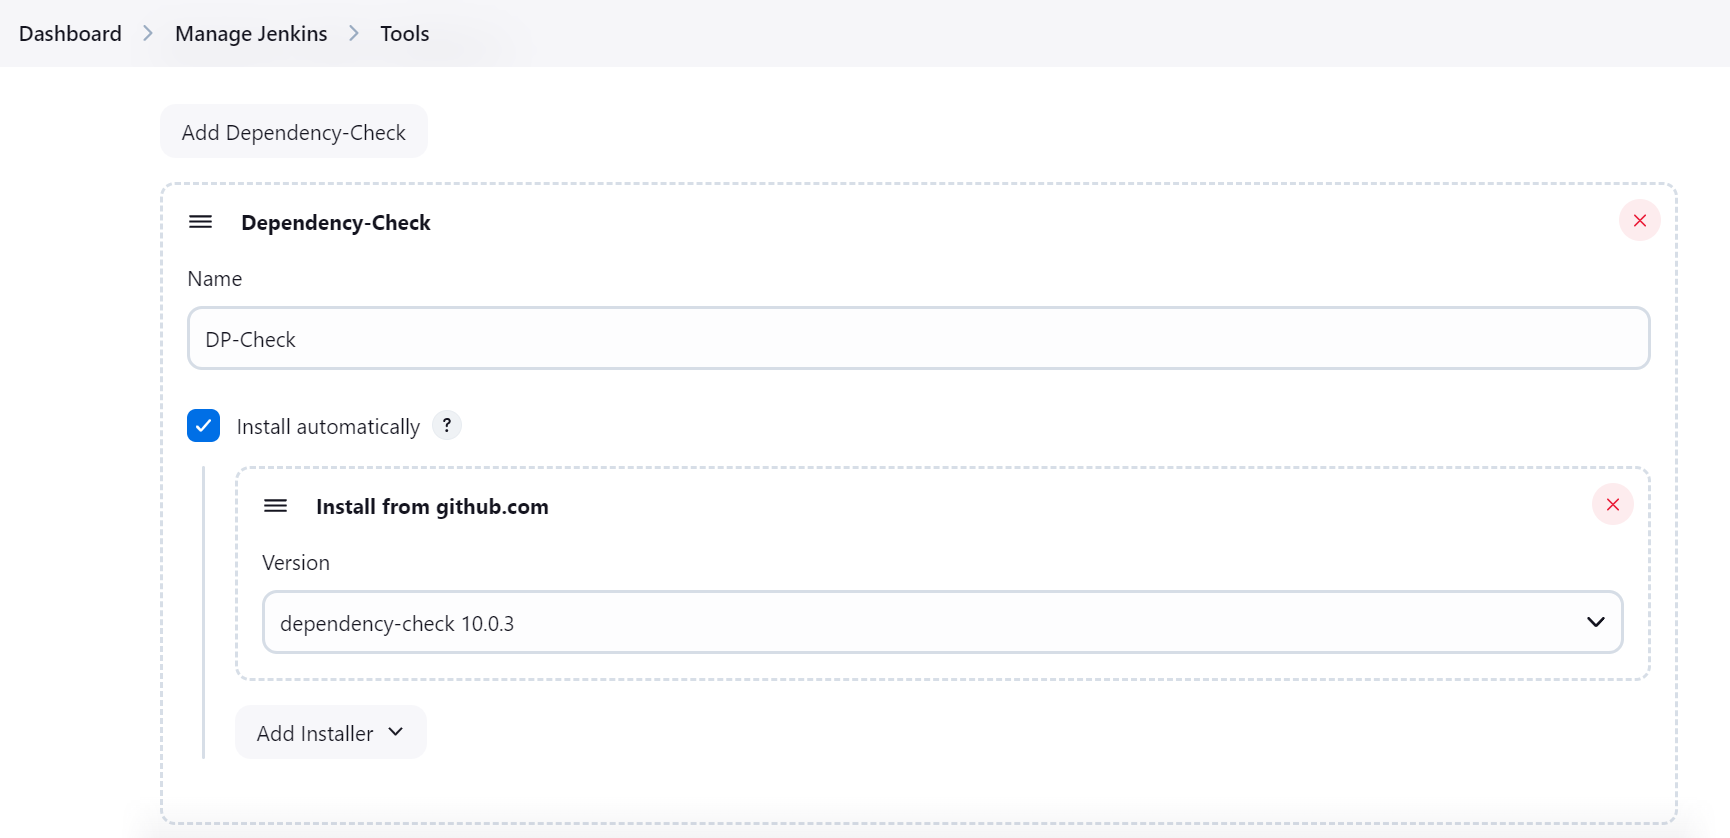 Dashboard > Manage Jenkins > Tools
Add Dependency-Check
Dependency-Check
Name
DP-Check
Install automatically ?
Install from github.com
Version
dependency-check 10.0.3
Add Installer